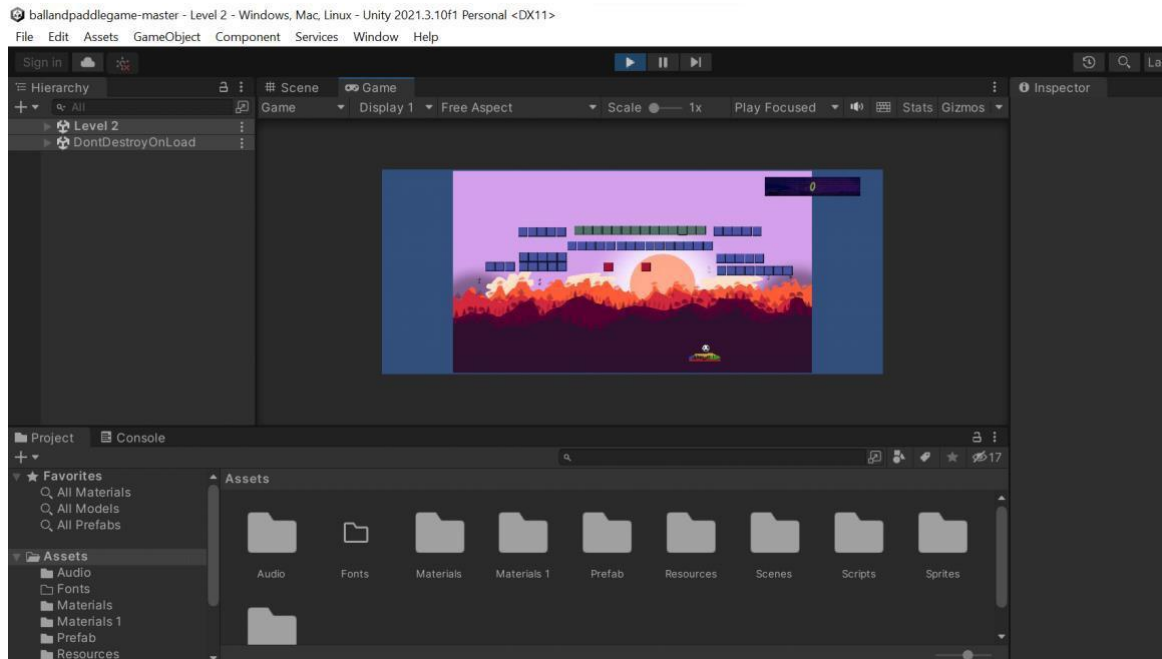 ballandpaddlegame-master - Level 2 - Windows, Mac, Linux - Unity 2021.3.10f1 Personal <DX11>
File Edit Assets GameObject Component Services Window Help
Sign in La
Hierarchy # Scene Game Inspector
All Game Display 1 Free Aspect Scale 1x Play Focused Stats Gizmos
Level 2
DontDestroyOnLoad
0
Project Console
17
Favorites Assets
All Materials
All Models
All Prefabs
Assets
Audio Audio Fonts Materials Materials 1 Prefab Resources Scenes Scripts Sprites
Fonts
Materials
Materials 1
Prefab
Resources